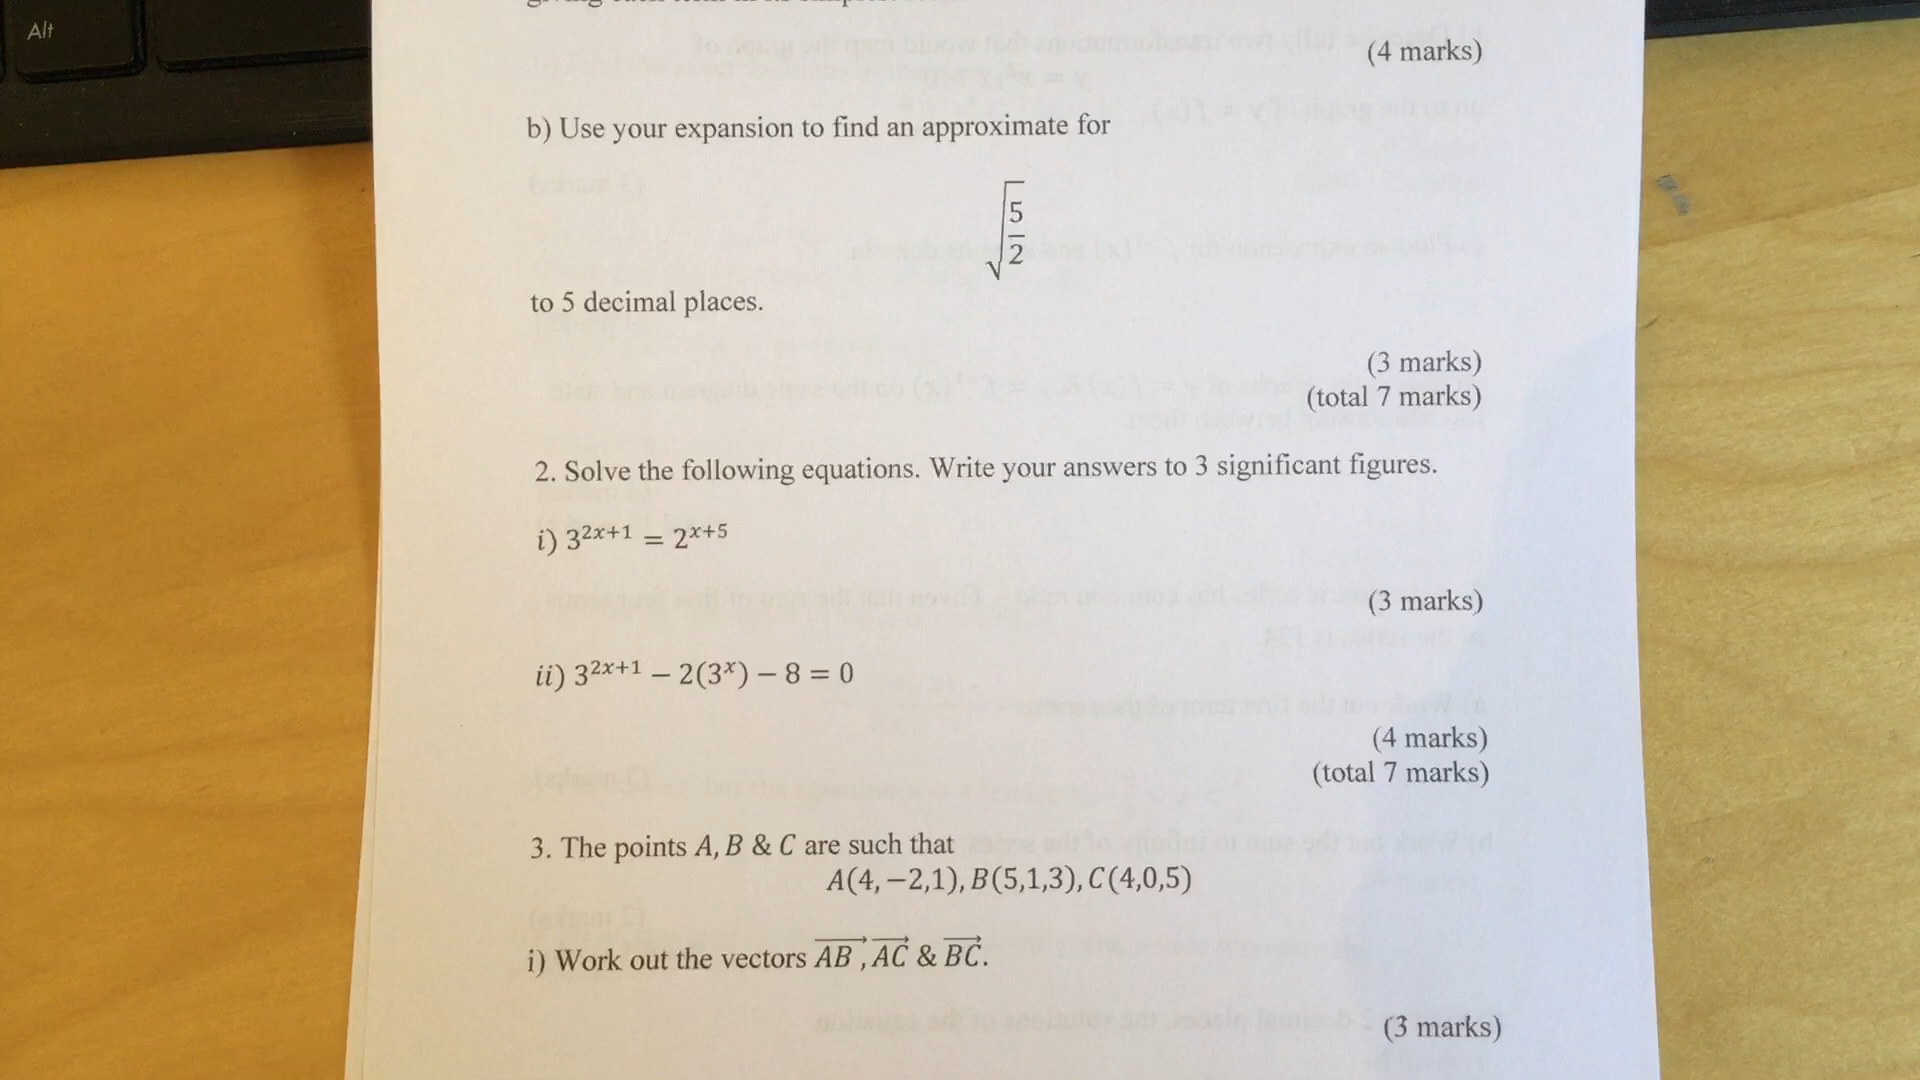 Alt
(4 marks)
b) Use your expansion to find an approximate for
√(5/2)
to 5 decimal places.
(3 marks)
(total 7 marks)
2. Solve the following equations. Write your answers to 3 significant figures.
i) 3^{2x+1} = 2^{x+5}
(3 marks)
ii) 3^{2x+1} − 2(3^x) − 8 = 0
(4 marks)
(total 7 marks)
3. The points A, B & C are such that
A(4, −2,1), B(5,1,3), C(4,0,5)
i) Work out the vectors \overrightarrow{AB}, \overrightarrow{AC} & \overrightarrow{BC}.
(3 marks)